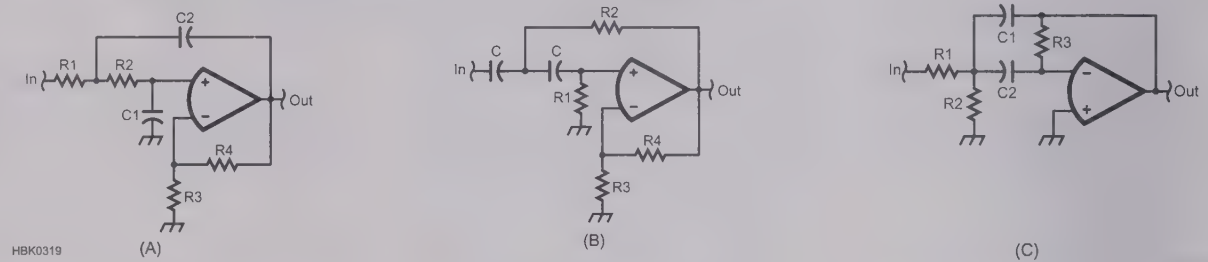 In
R1
R2
C2
C1
+
−
Out
R4
R3
HBK0319
(A)
In
C
C
R2
R1
+
−
Out
R4
R3
(B)
In
R1
C1
R3
C2
R2
−
+
Out
(C)